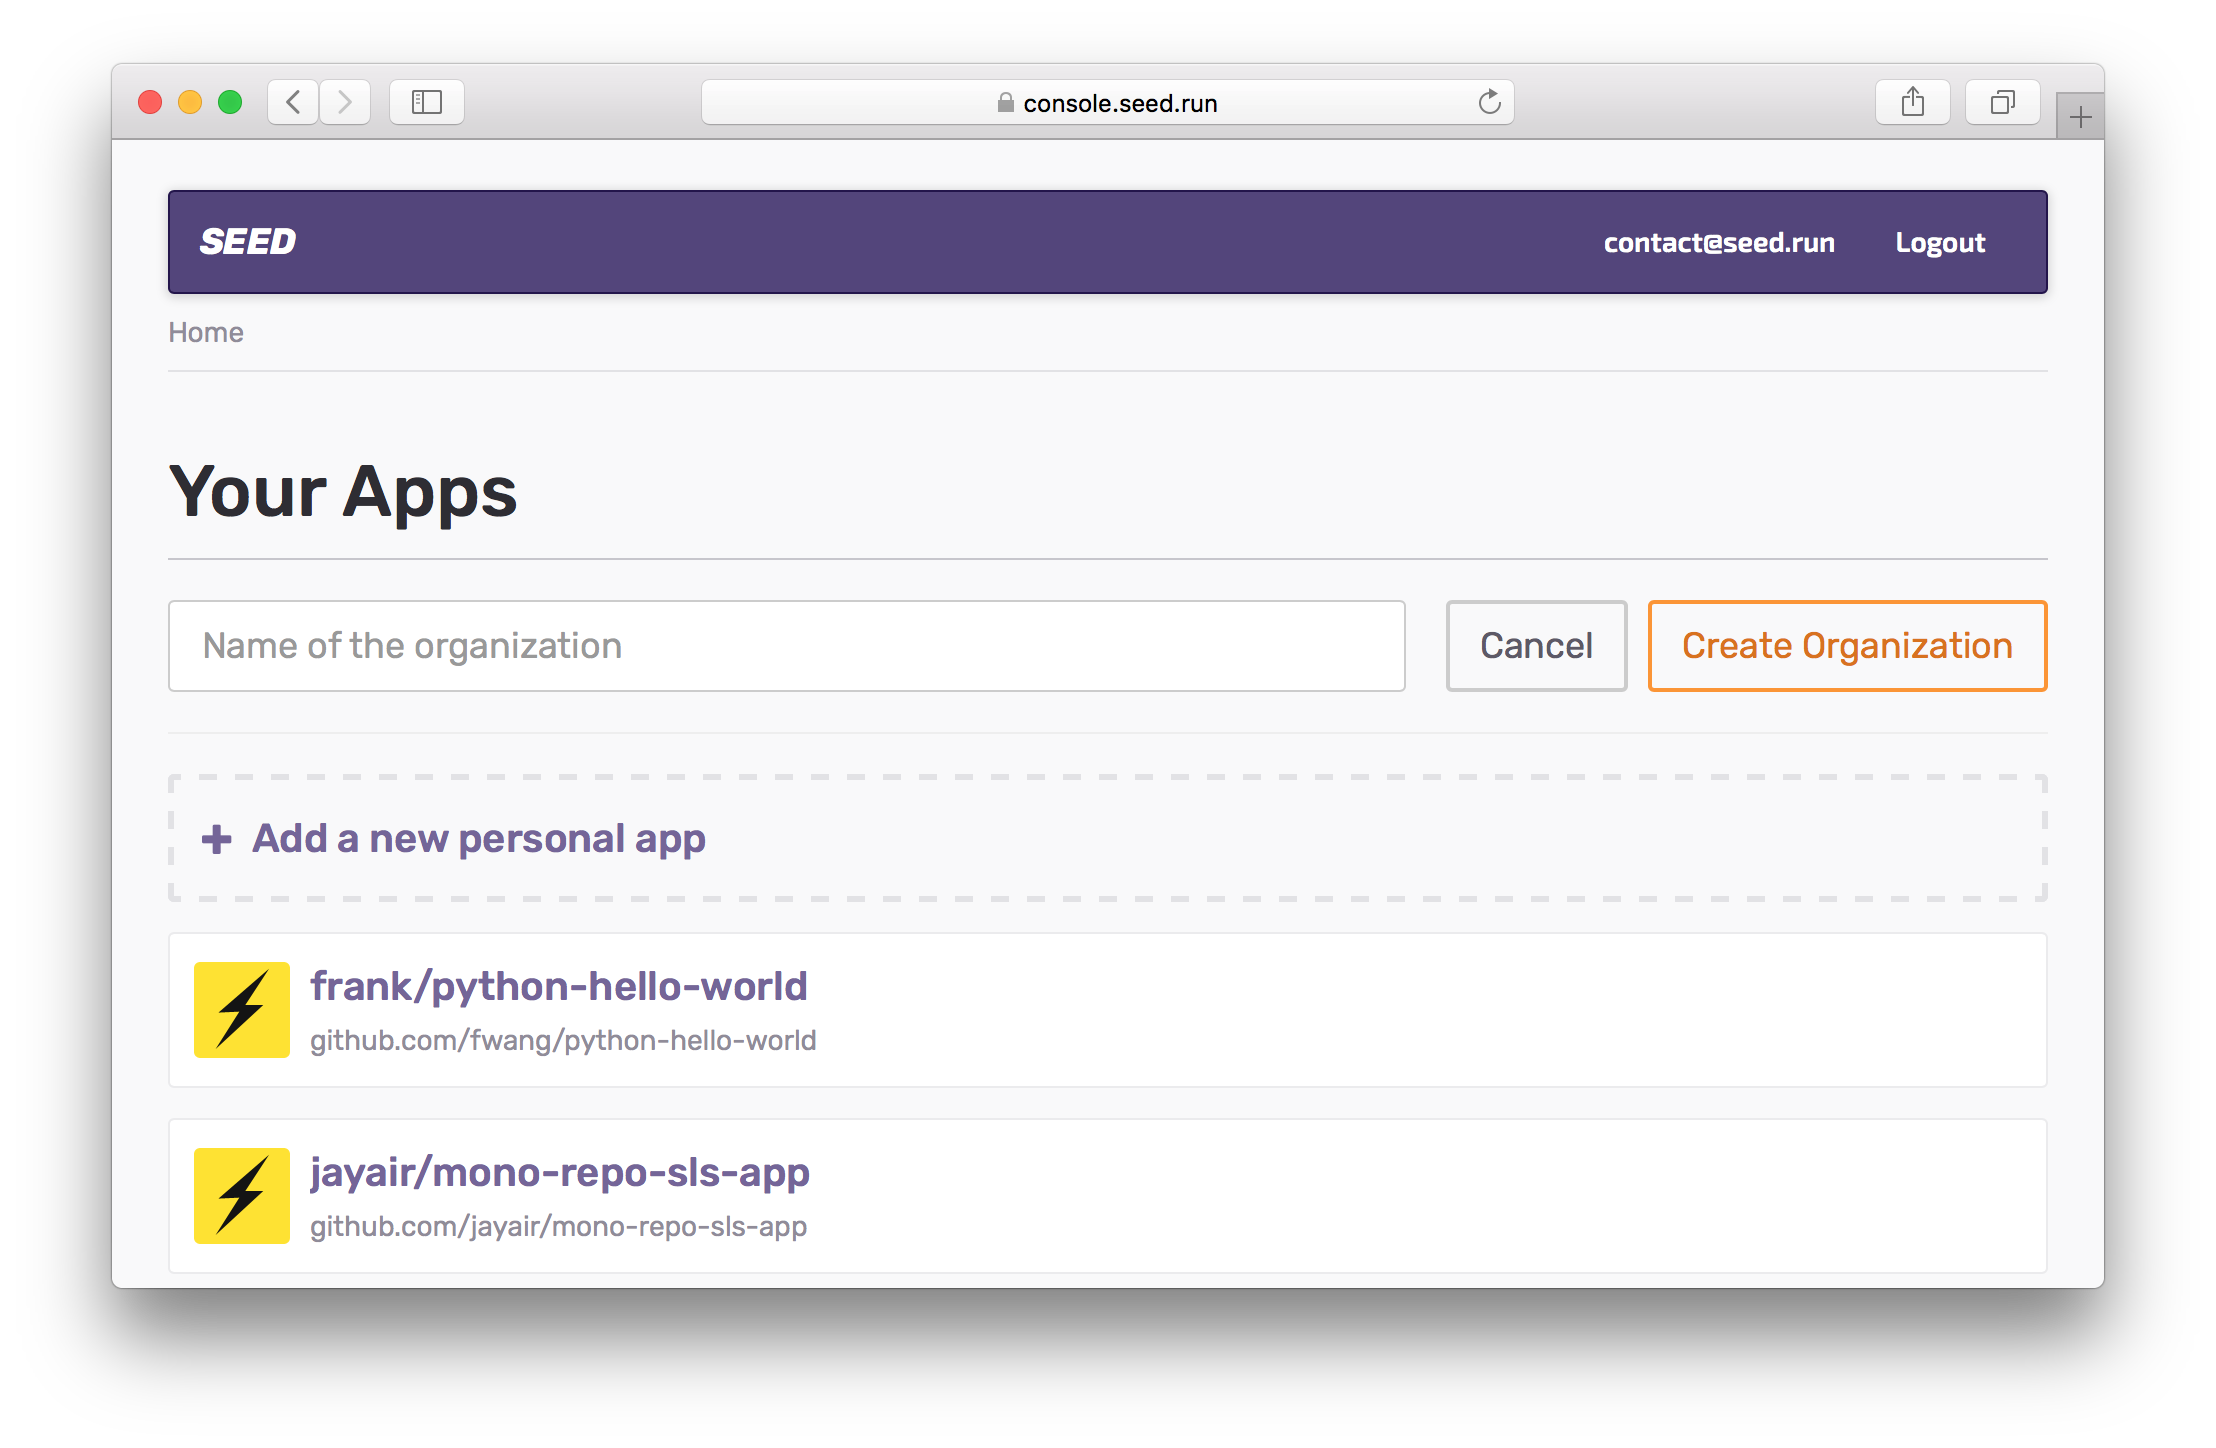 console.seed.run
SEED
contact@seed.run
Logout
Home
Your Apps
Name of the organization
Cancel
Create Organization
Add a new personal app
frank/python-hello-world
github.com/fwang/python-hello-world
jayair/mono-repo-sls-app
github.com/jayair/mono-repo-sls-app